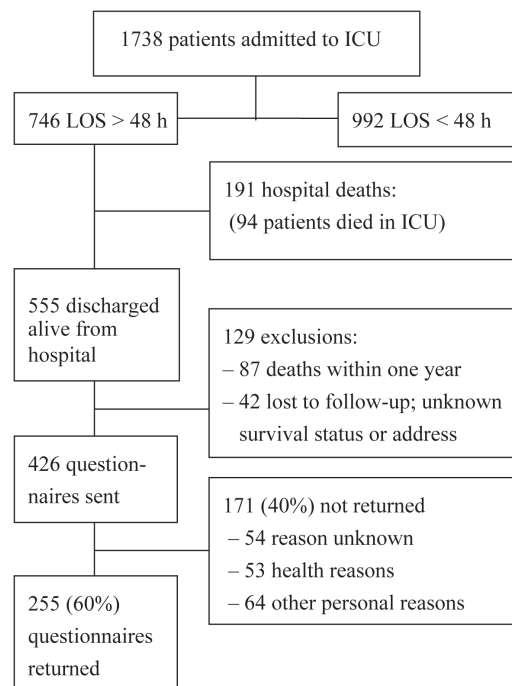 1738 patients admitted to ICU
746 LOS > 48 h
992 LOS < 48 h
191 hospital deaths:
(94 patients died in ICU)
555 discharged
alive from
hospital
129 exclusions:
– 87 deaths within one year
– 42 lost to follow-up; unknown
survival status or address
426 question-
naires sent
171 (40%) not returned
– 54 reason unknown
– 53 health reasons
– 64 other personal reasons
255 (60%)
questionnaires
returned